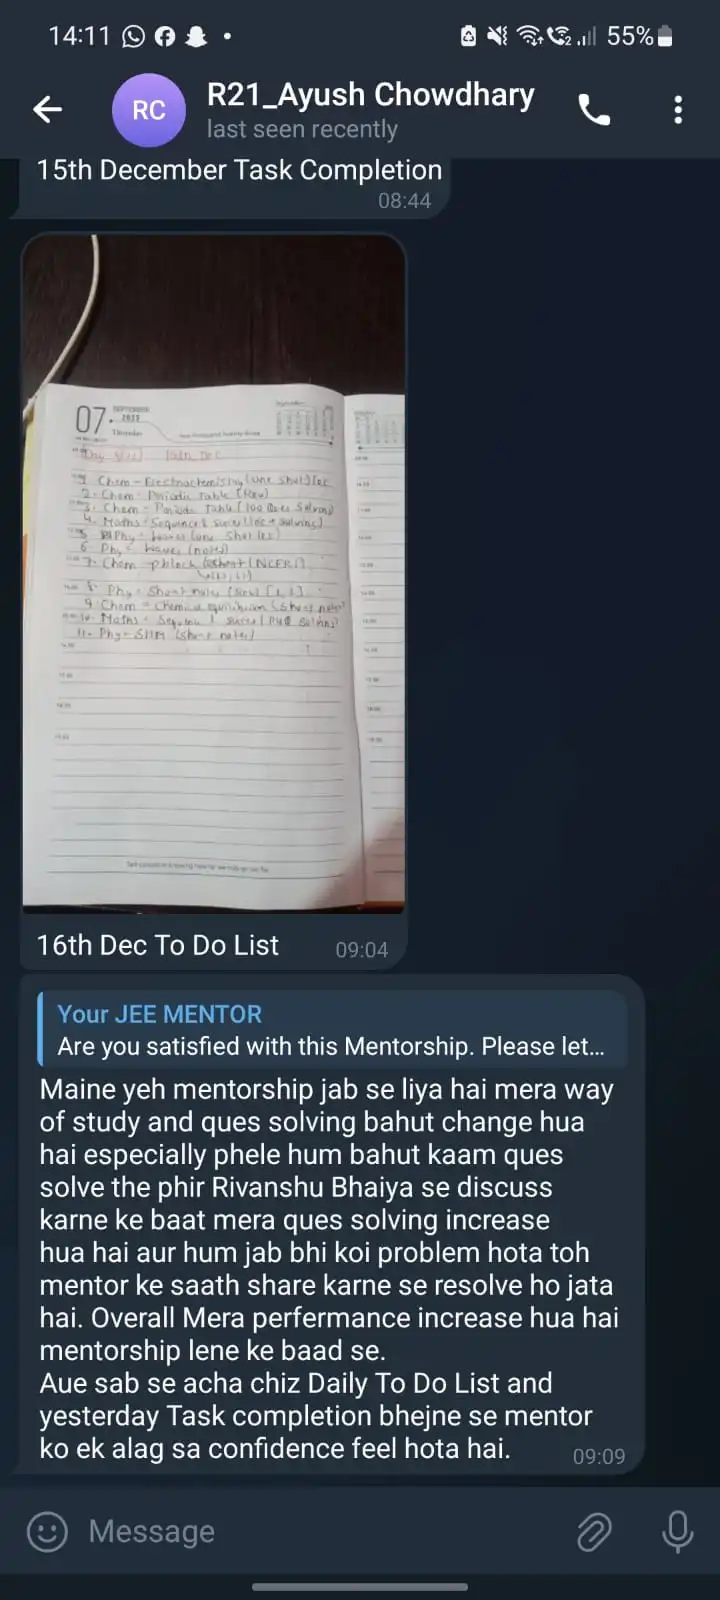 14:11
55%
RC
R21_Ayush Chowdhary
last seen recently
15th December Task Completion
08:44
07
SEPTEMBER
2023
Thursday
1. Chem - Electrochemistry (one shot) lec
2. Chem - Periodic Table (Rev)
3. Chem - Periodic Table (100 Ques Solving)
4. Maths - Sequence & series (lec + solving)
5 Phy - Waves (one shot lec)
6 Phy - Waves (notes)
7. Chem - pblock (NCERT)
8. Phy - Short notes
9. Chem - Chemical equilibrium (short notes)
10. Maths - Sequence & series (PYQ Solving)
11. Phy - SHM (short notes)
16th Dec To Do List
09:04
Your JEE MENTOR
Are you satisfied with this Mentorship. Please let...
Maine yeh mentorship jab se liya hai mera way
of study and ques solving bahut change hua
hai especially phele hum bahut kaam ques
solve the phir Rivanshu Bhaiya se discuss
karne ke baat mera ques solving increase
hua hai aur hum jab bhi koi problem hota toh
mentor ke saath share karne se resolve ho jata
hai. Overall Mera perfermance increase hua hai
mentorship lene ke baad se.
Aue sab se acha chiz Daily To Do List and
yesterday Task completion bhejne se mentor
ko ek alag sa confidence feel hota hai.
09:09
Message